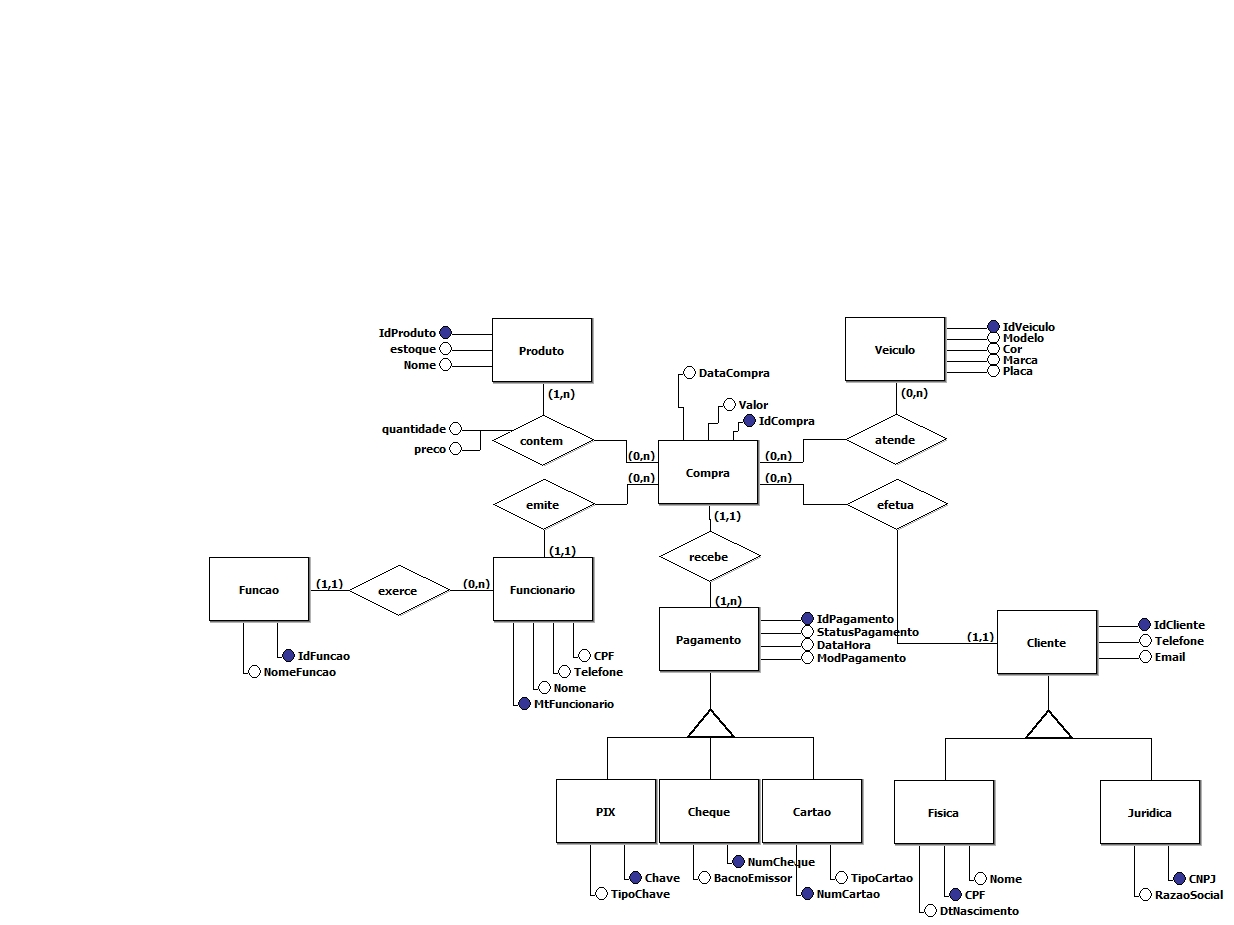 IdProduto
estoque
Nome
Produto
(1,n)
quantidade
preco
contem
(0,n)
DataCompra
Valor
IdCompra
Compra
Veiculo
IdVeiculo
Modelo
Cor
Marca
Placa
(0,n)
atende
(0,n)
(0,n)
emite
(0,n)
efetua
(1,1)
recebe
(1,1)
(1,n)
Funcao
(1,1)
exerce
(0,n)
Funcionario
IdFuncao
NomeFuncao
CPF
Telefone
Nome
MtFuncionario
Pagamento
IdPagamento
StatusPagamento
DataHora
ModPagamento
(1,1)
Cliente
IdCliente
Telefone
Email
PIX
Cheque
Cartao
Fisica
Juridica
Chave
TipoChave
NumCheque
BacnoEmissor
TipoCartao
NumCartao
Nome
CPF
DtNascimento
CNPJ
RazaoSocial